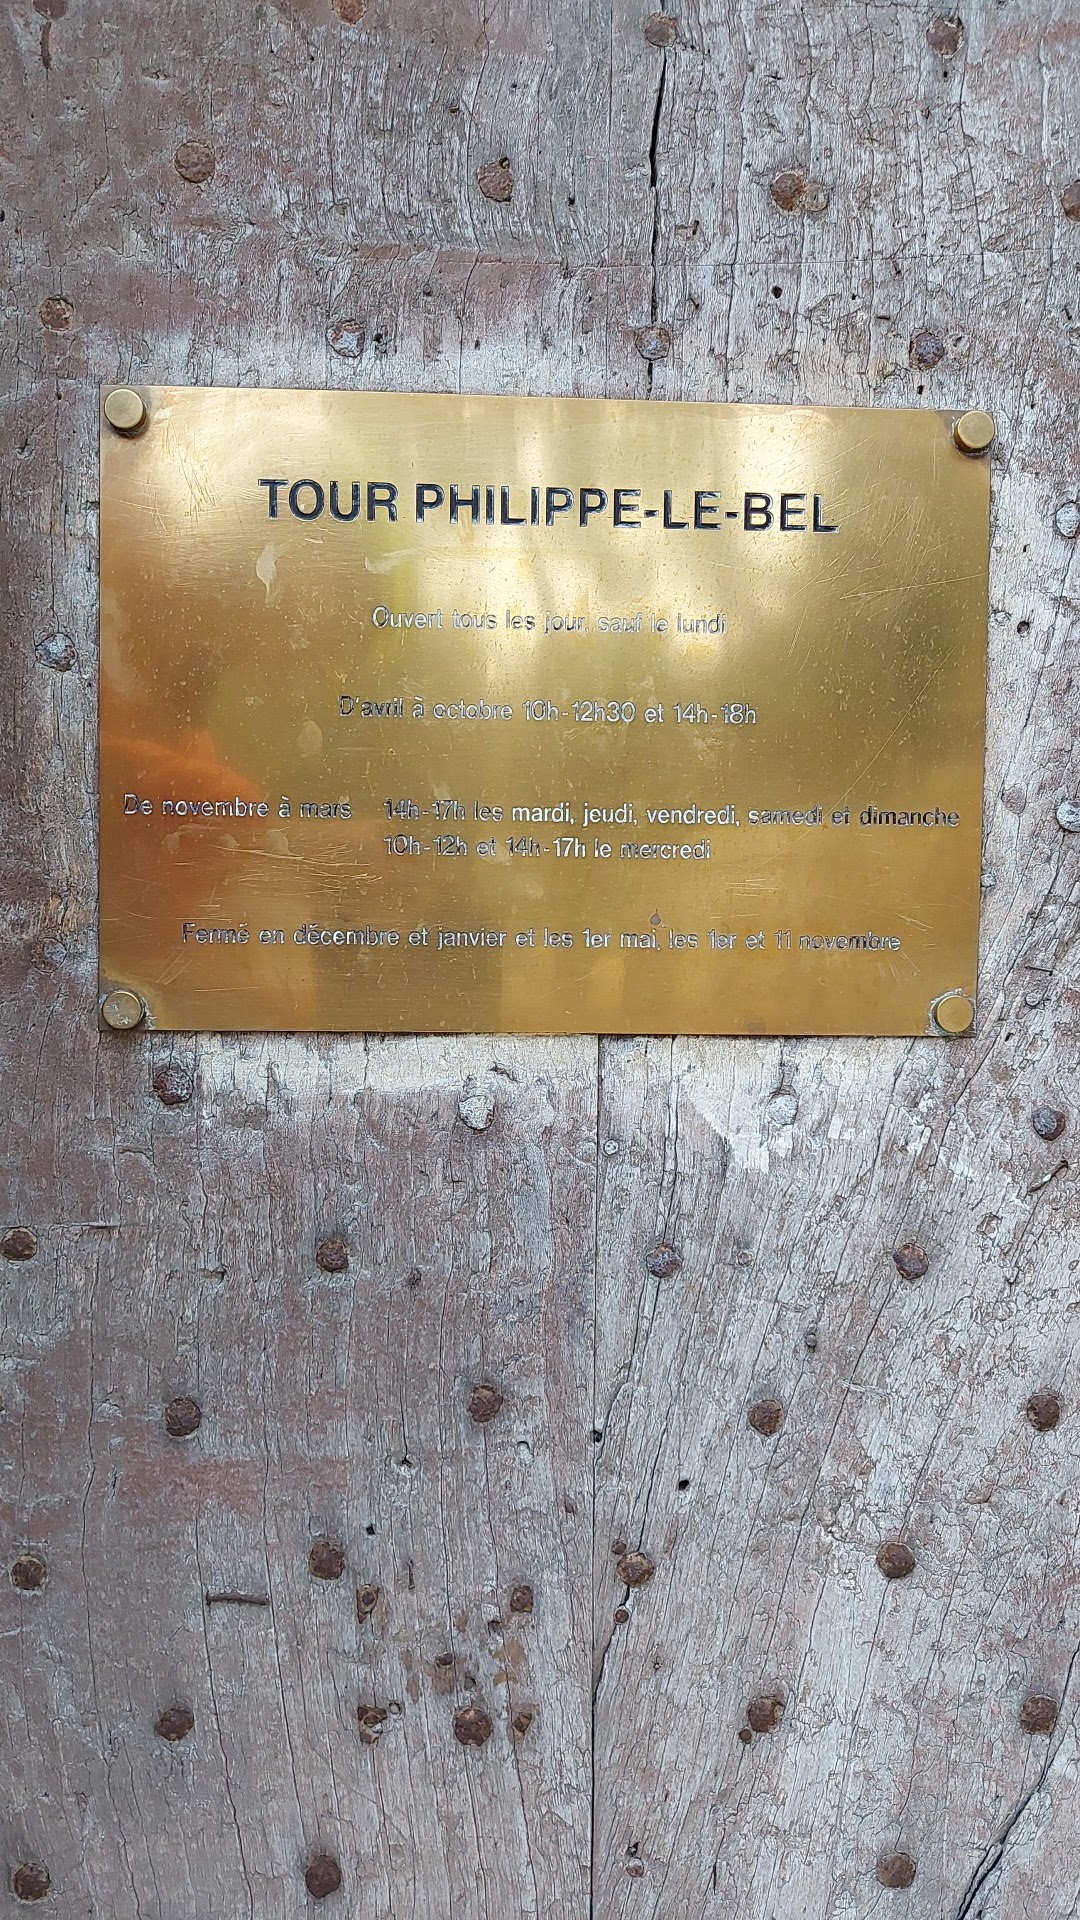 TOUR PHILIPPE-LE-BEL
Ouvert tous les jour, sauf le lundi
D'avril à octobre 10h-12h30 et 14h-18h
De novembre à mars 14h-17h les mardi, jeudi, vendredi, samedi et dimanche
10h-12h et 14h-17h le mercredi
Fermé en décembre et janvier et les 1er mai, les 1er et 11 novembre